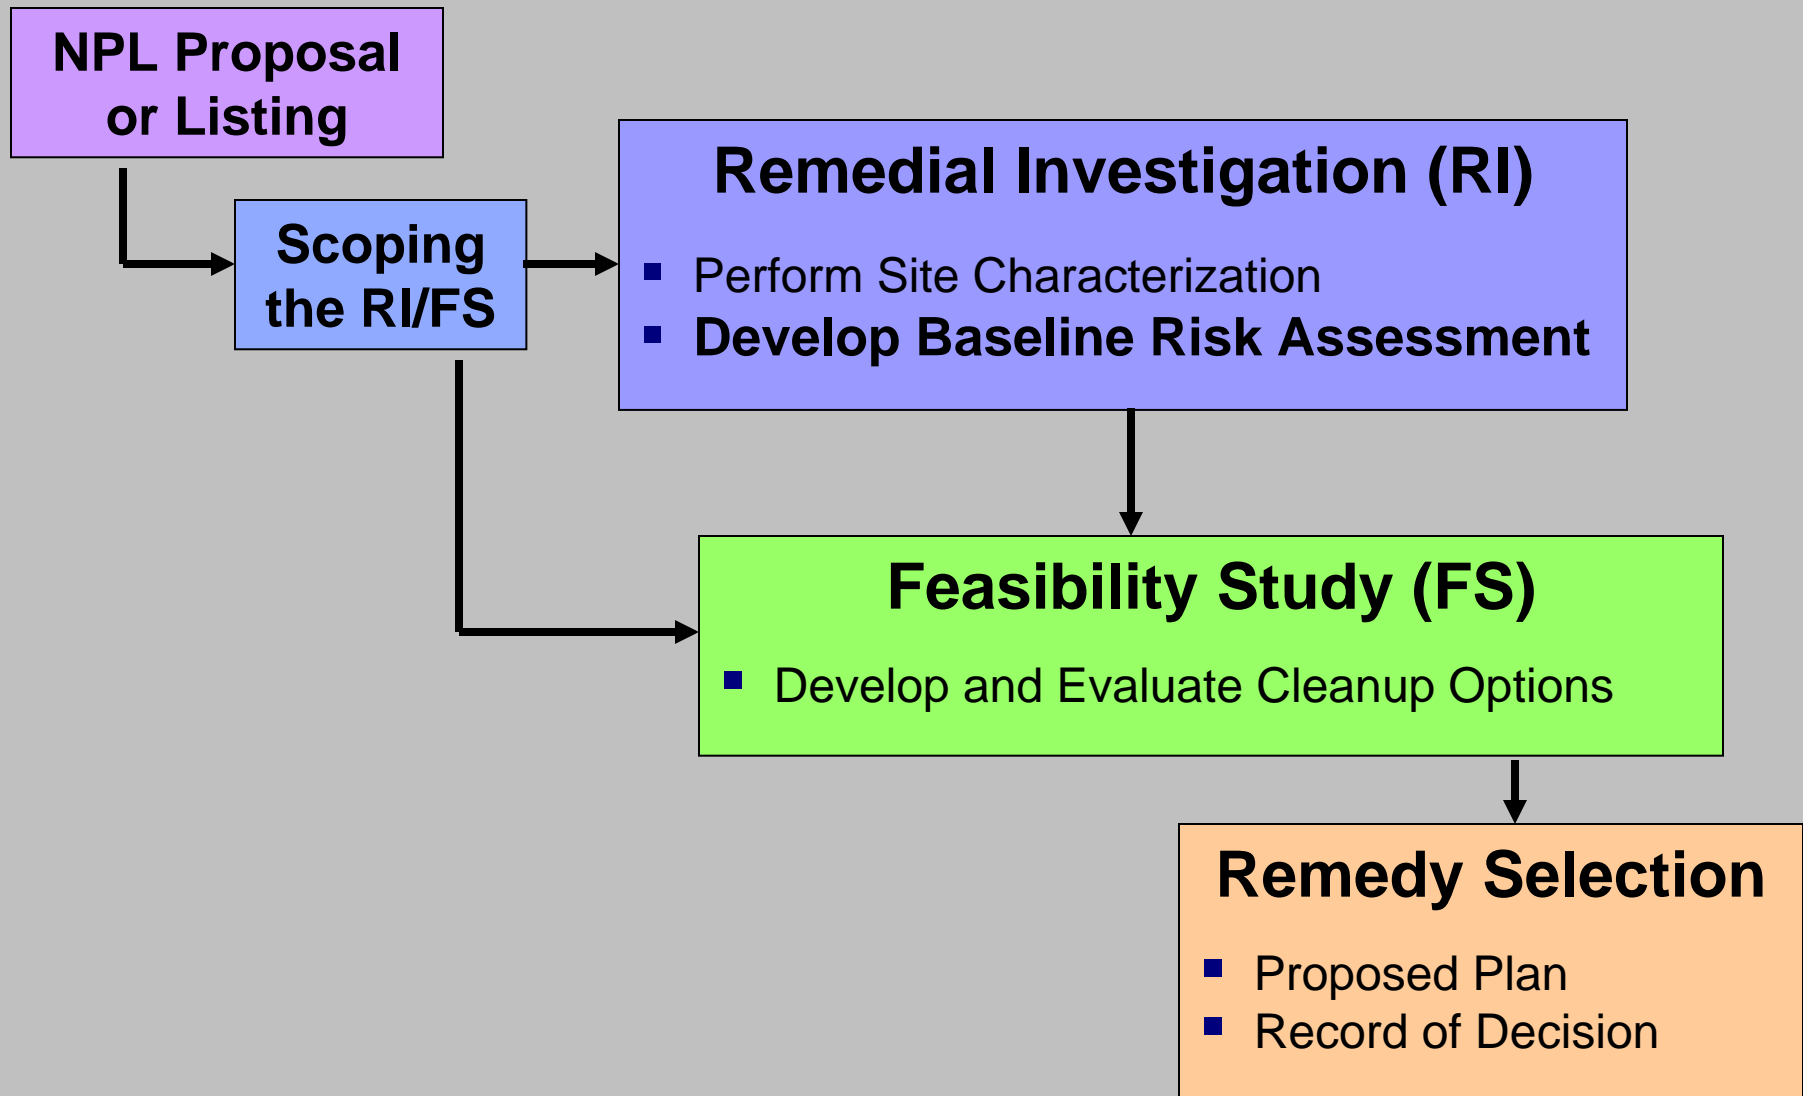 NPL Proposal
or Listing
Scoping
the RI/FS
Remedial Investigation (RI)
Perform Site Characterization
Develop Baseline Risk Assessment
Feasibility Study (FS)
Develop and Evaluate Cleanup Options
Remedy Selection
Proposed Plan
Record of Decision